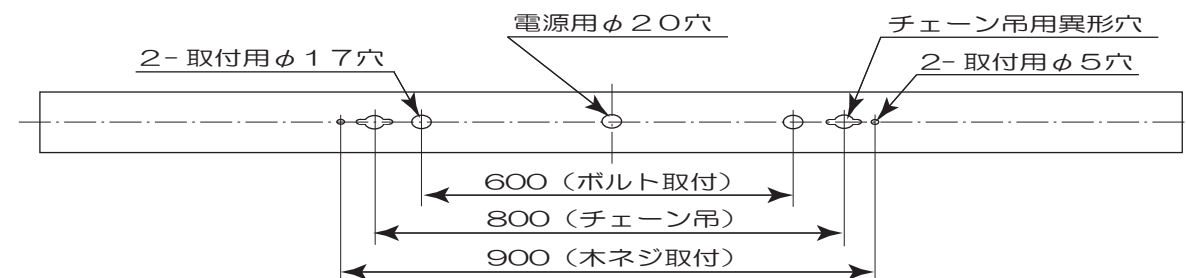 電源用φ２０穴
チェーン吊用異形穴
２-取付用φ１７穴
２-取付用φ５穴
６００（ボルト取付）
８００（チェーン吊）
９００（木ネジ取付）